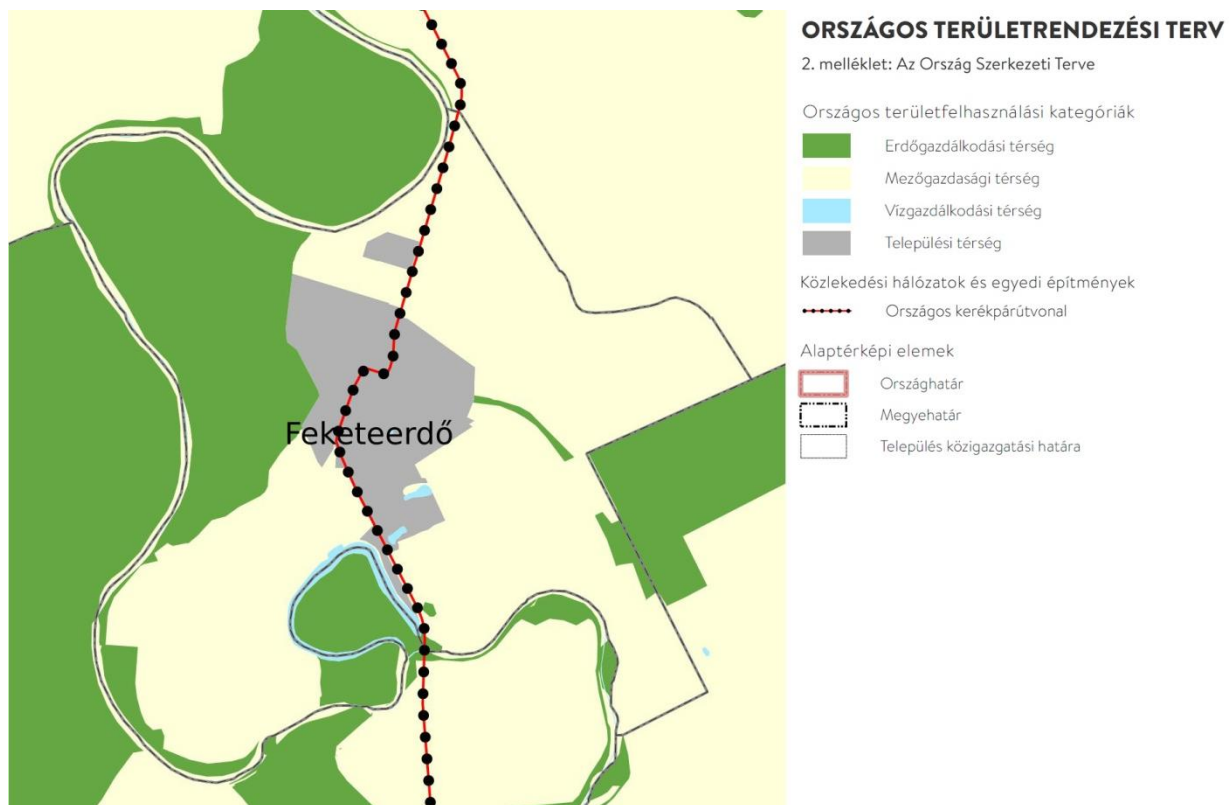 ORSZÁGOS TERÜLETRENDEZÉSI TERV
2. melléklet: Az Ország Szerkezeti Terve
Országos területfelhasználási kategóriák
Erdőgazdálkodási térség
Mezőgazdasági térség
Vízgazdálkodási térség
Települési térség
Közlekedési hálózatok és egyedi építmények
Országos kerékpárútvonal
Alaptérképi elemek
Országhatár
Megyehatár
Település közigazgatási határa
Feketeerdő